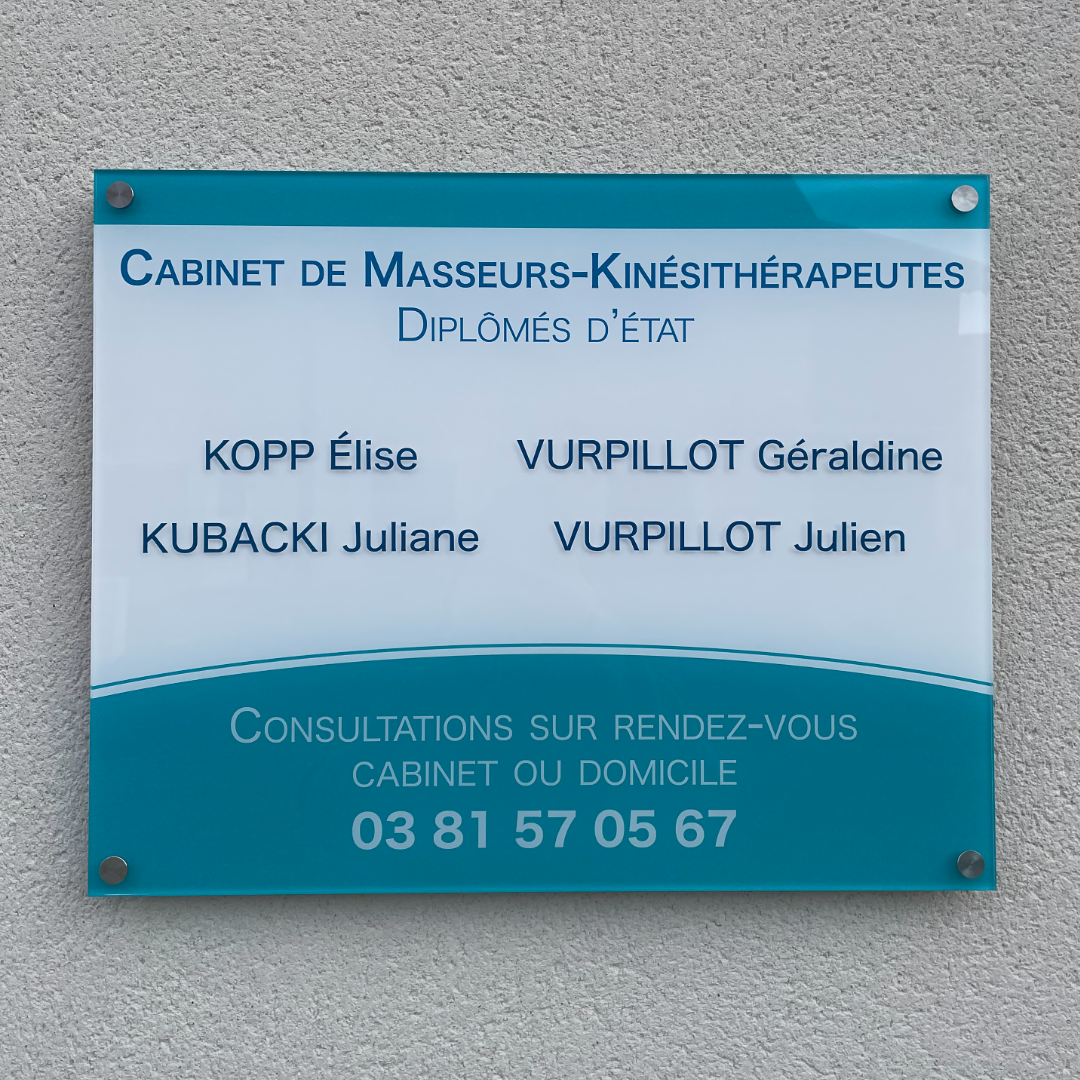 Cabinet de Masseurs-Kinésithérapeutes
Diplômés d'état
KOPP Élise
VURPILLOT Géraldine
KUBACKI Juliane
VURPILLOT Julien
Consultations sur rendez-vous
cabinet ou domicile
03 81 57 05 67